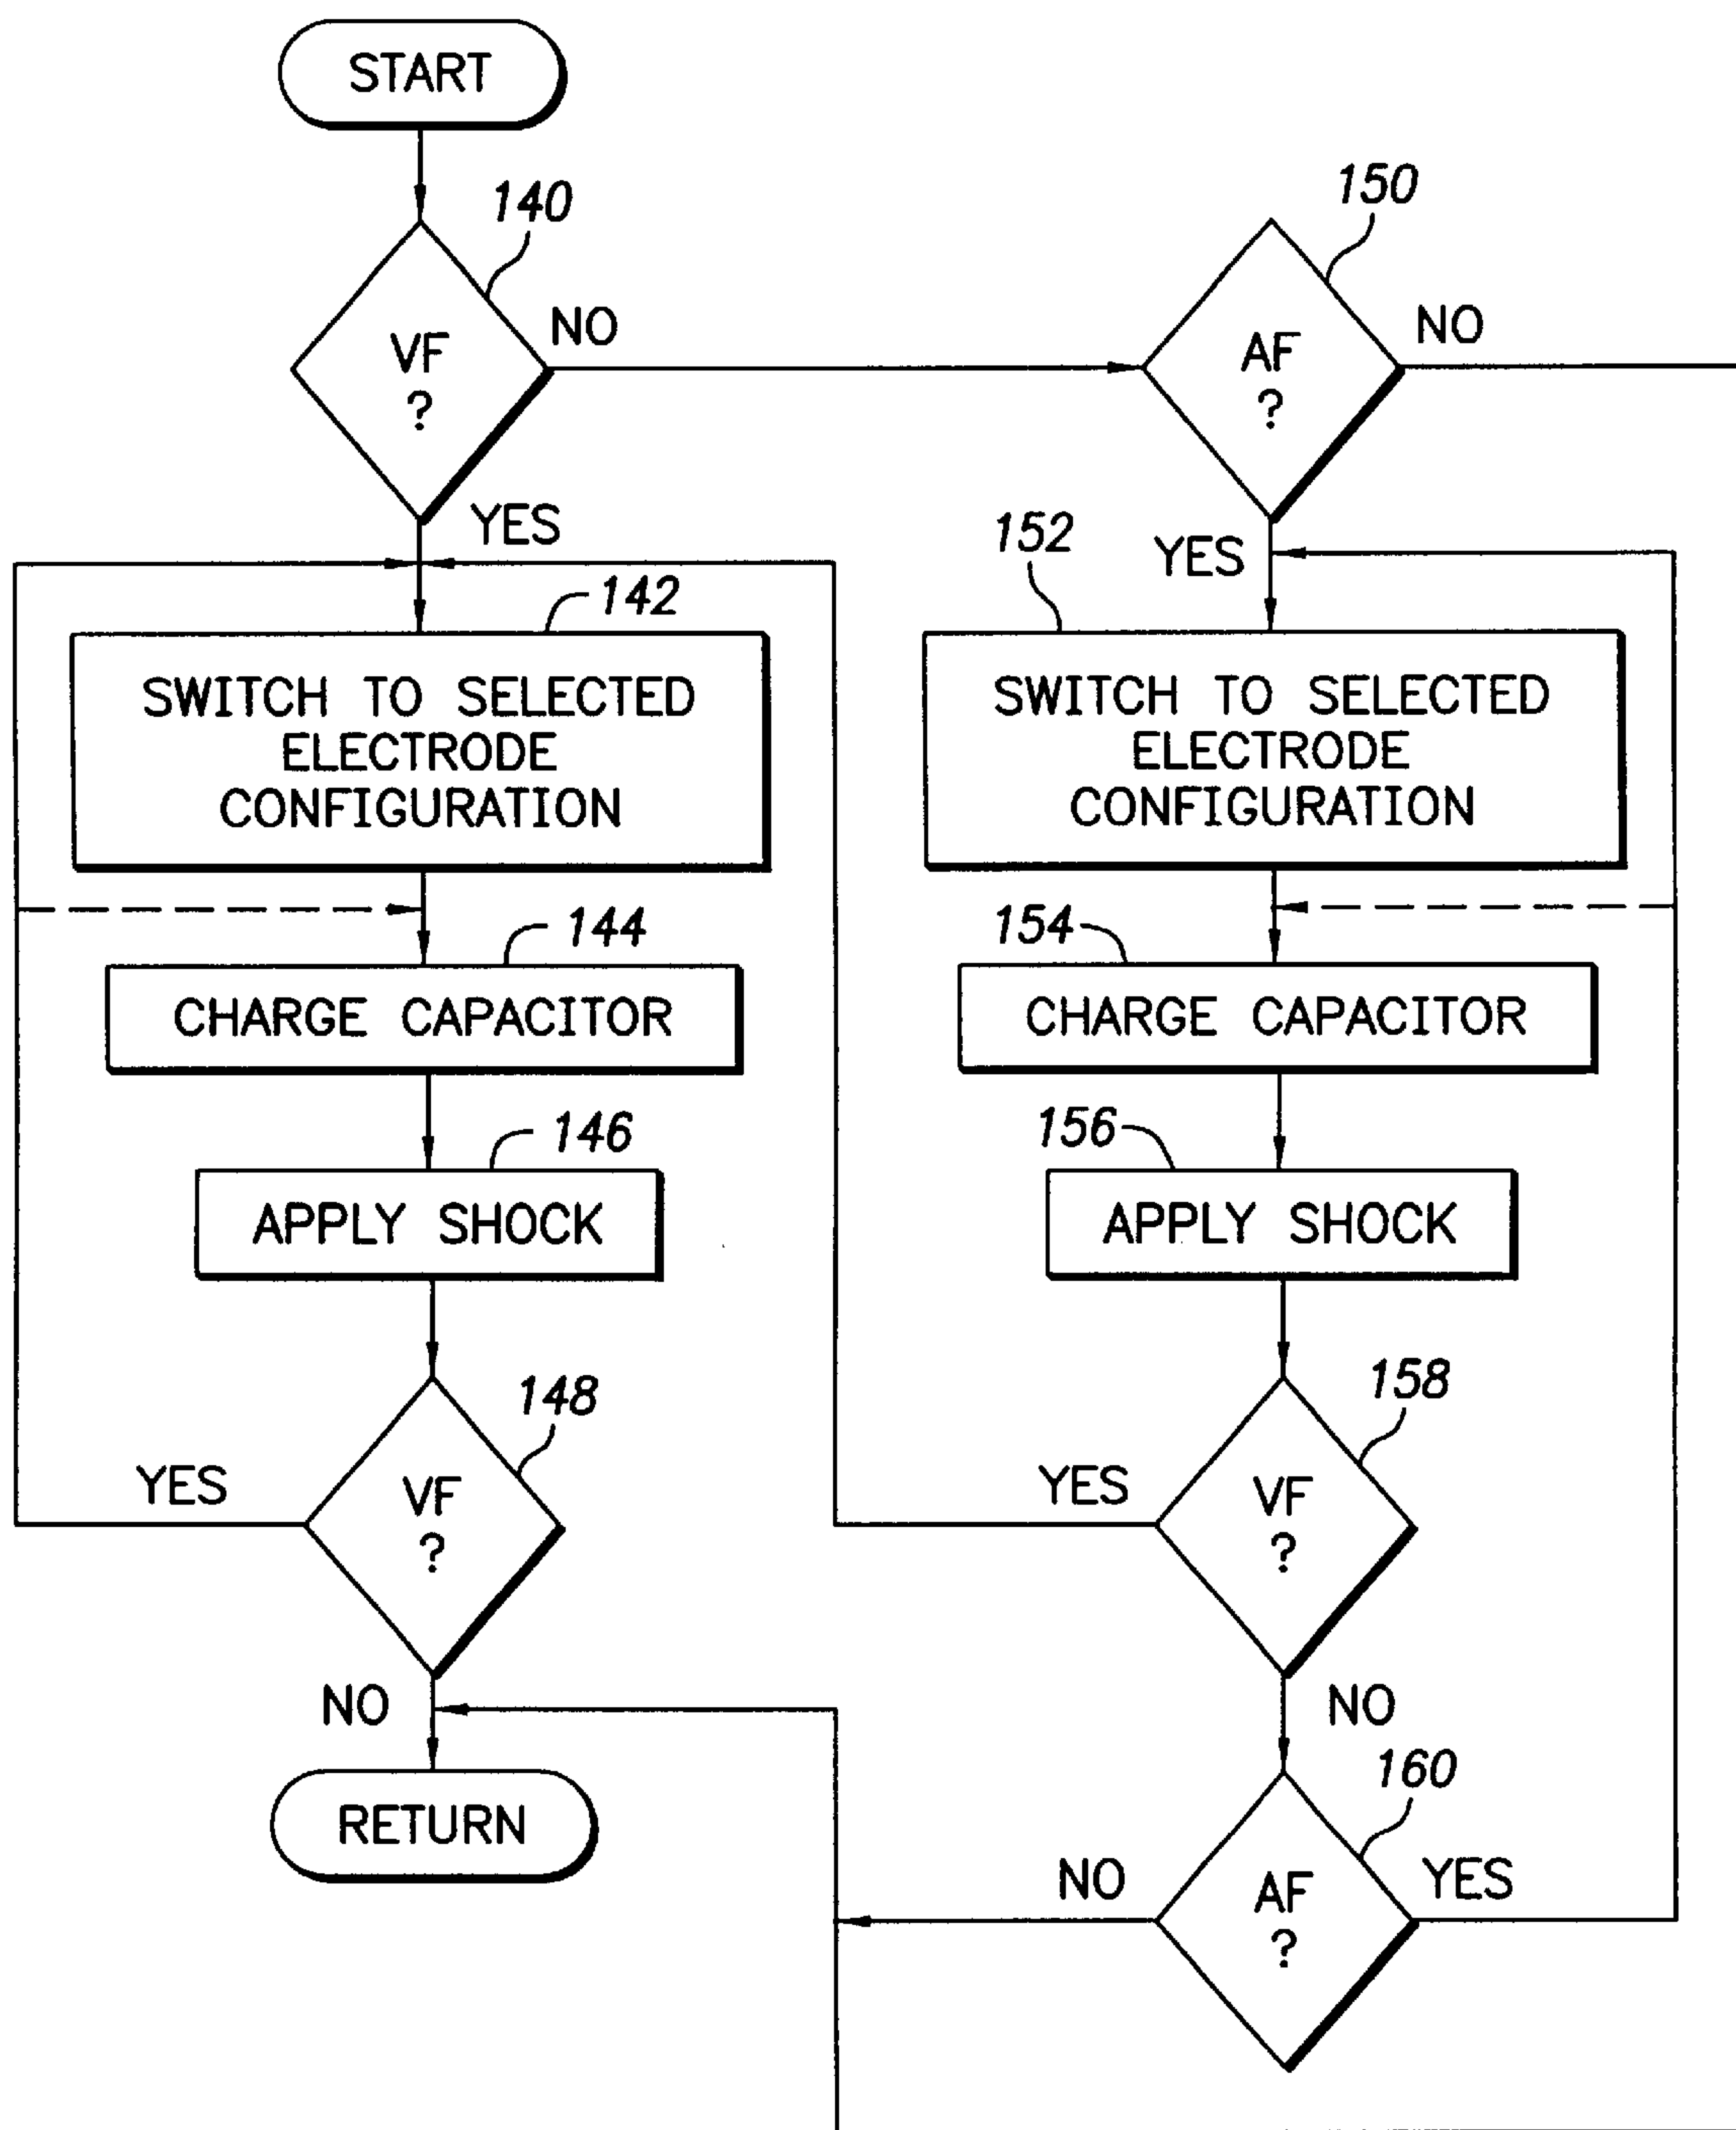 START
140
VF
?
NO
YES
142
SWITCH TO SELECTED
ELECTRODE
CONFIGURATION
144
CHARGE CAPACITOR
146
APPLY SHOCK
148
VF
?
YES
NO
RETURN
150
AF
?
NO
YES
152
SWITCH TO SELECTED
ELECTRODE
CONFIGURATION
154
CHARGE CAPACITOR
156
APPLY SHOCK
158
VF
?
YES
NO
160
AF
?
NO
YES